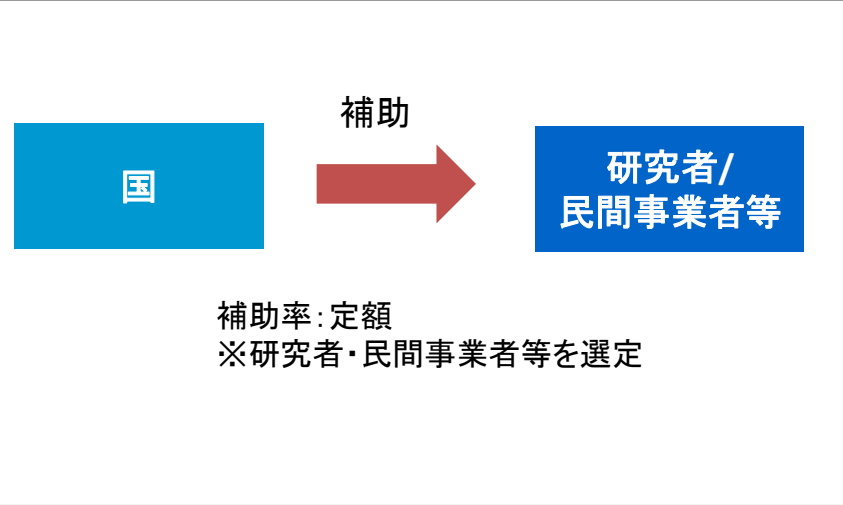 補助
国
研究者/
民間事業者等
補助率:定額
※研究者・民間事業者等を選定